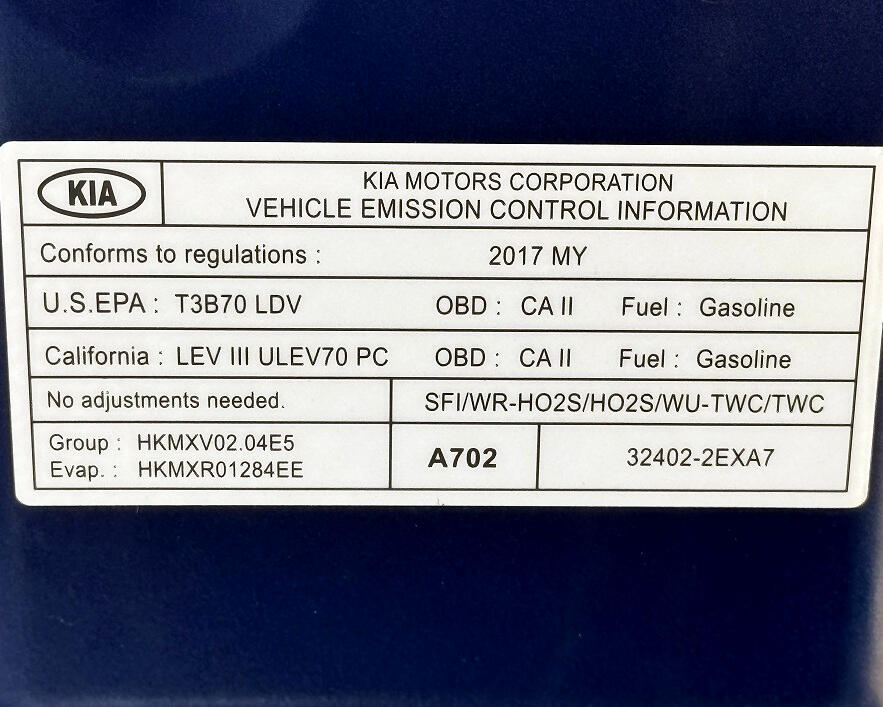 KIA
KIA MOTORS CORPORATION
VEHICLE EMISSION CONTROL INFORMATION
Conforms to regulations : 2017 MY
U.S.EPA : T3B70 LDV OBD : CA II Fuel : Gasoline
California : LEV III ULEV70 PC OBD : CA II Fuel : Gasoline
No adjustments needed. SFI/WR-HO2S/HO2S/WU-TWC/TWC
Group : HKMXV02.04E5
Evap. : HKMXR01284EE
A702 32402-2EXA7